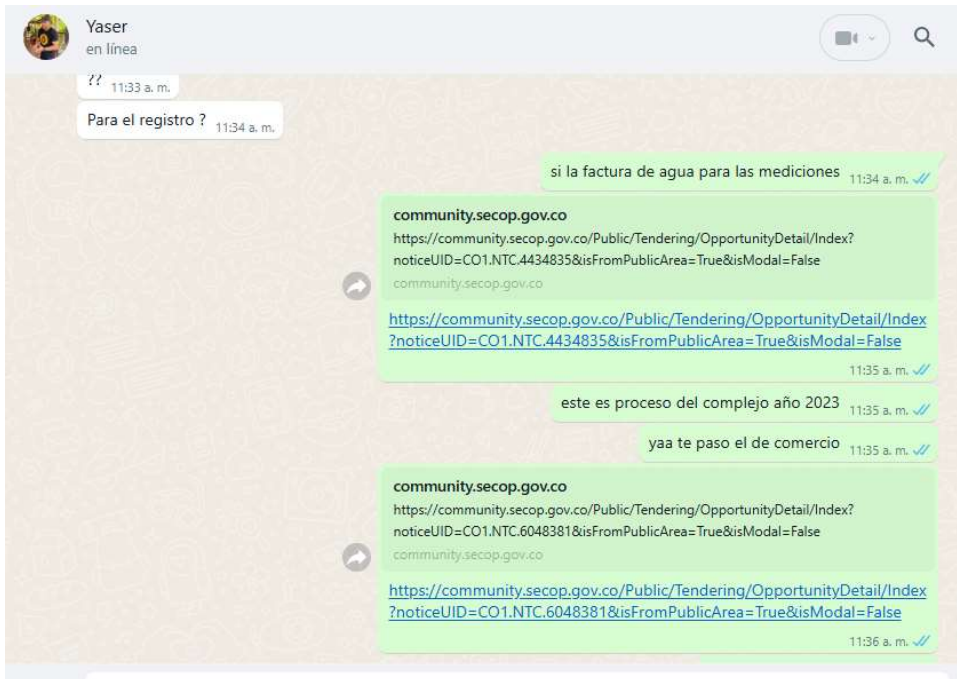 Yaser
en línea
?? 11:33 a. m.
Para el registro ? 11:34 a. m.
si la factura de agua para las mediciones 11:34 a. m.
community.secop.gov.co
https://community.secop.gov.co/Public/Tendering/OpportunityDetail/Index?
noticeUID=CO1.NTC.4434835&isFromPublicArea=True&isModal=False
community.secop.gov.co
https://community.secop.gov.co/Public/Tendering/OpportunityDetail/Index
?noticeUID=CO1.NTC.4434835&isFromPublicArea=True&isModal=False
11:35 a. m.
este es proceso del complejo año 2023 11:35 a. m.
yaa te paso el de comercio 11:35 a. m.
community.secop.gov.co
https://community.secop.gov.co/Public/Tendering/OpportunityDetail/Index?
noticeUID=CO1.NTC.6048381&isFromPublicArea=True&isModal=False
community.secop.gov.co
https://community.secop.gov.co/Public/Tendering/OpportunityDetail/Index
?noticeUID=CO1.NTC.6048381&isFromPublicArea=True&isModal=False
11:36 a. m.